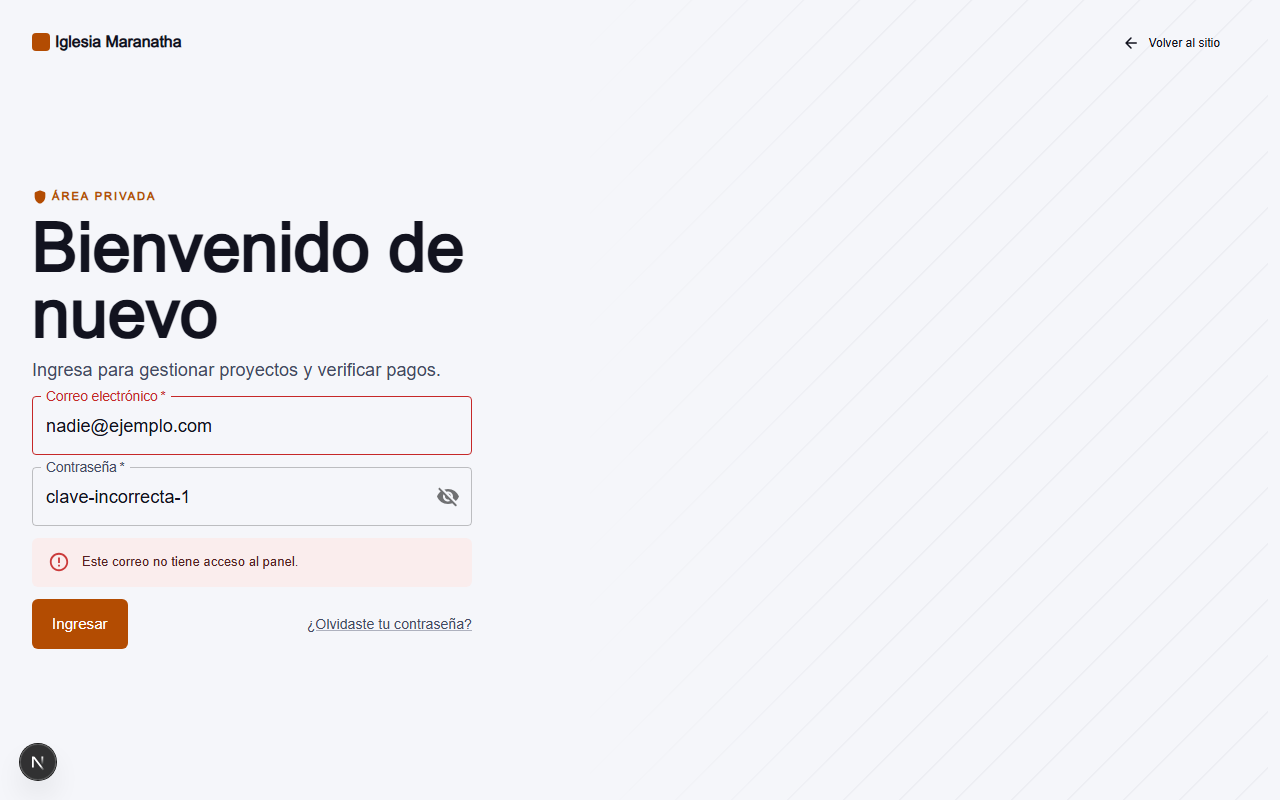 Iglesia Maranatha
Volver al sitio
ÁREA PRIVADA
Bienvenido de
nuevo
Ingresa para gestionar proyectos y verificar pagos.
Correo electrónico *
nadie@ejemplo.com
Contraseña *
clave-incorrecta-1
Este correo no tiene acceso al panel.
Ingresar
¿Olvidaste tu contraseña?
N